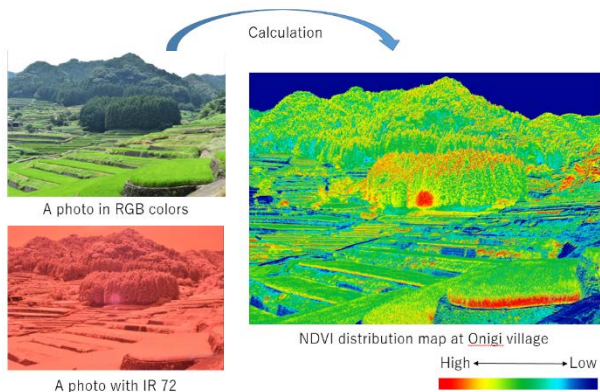 Calculation
A photo in RGB colors
A photo with IR 72
NDVI distribution map at Onigi village
High Low